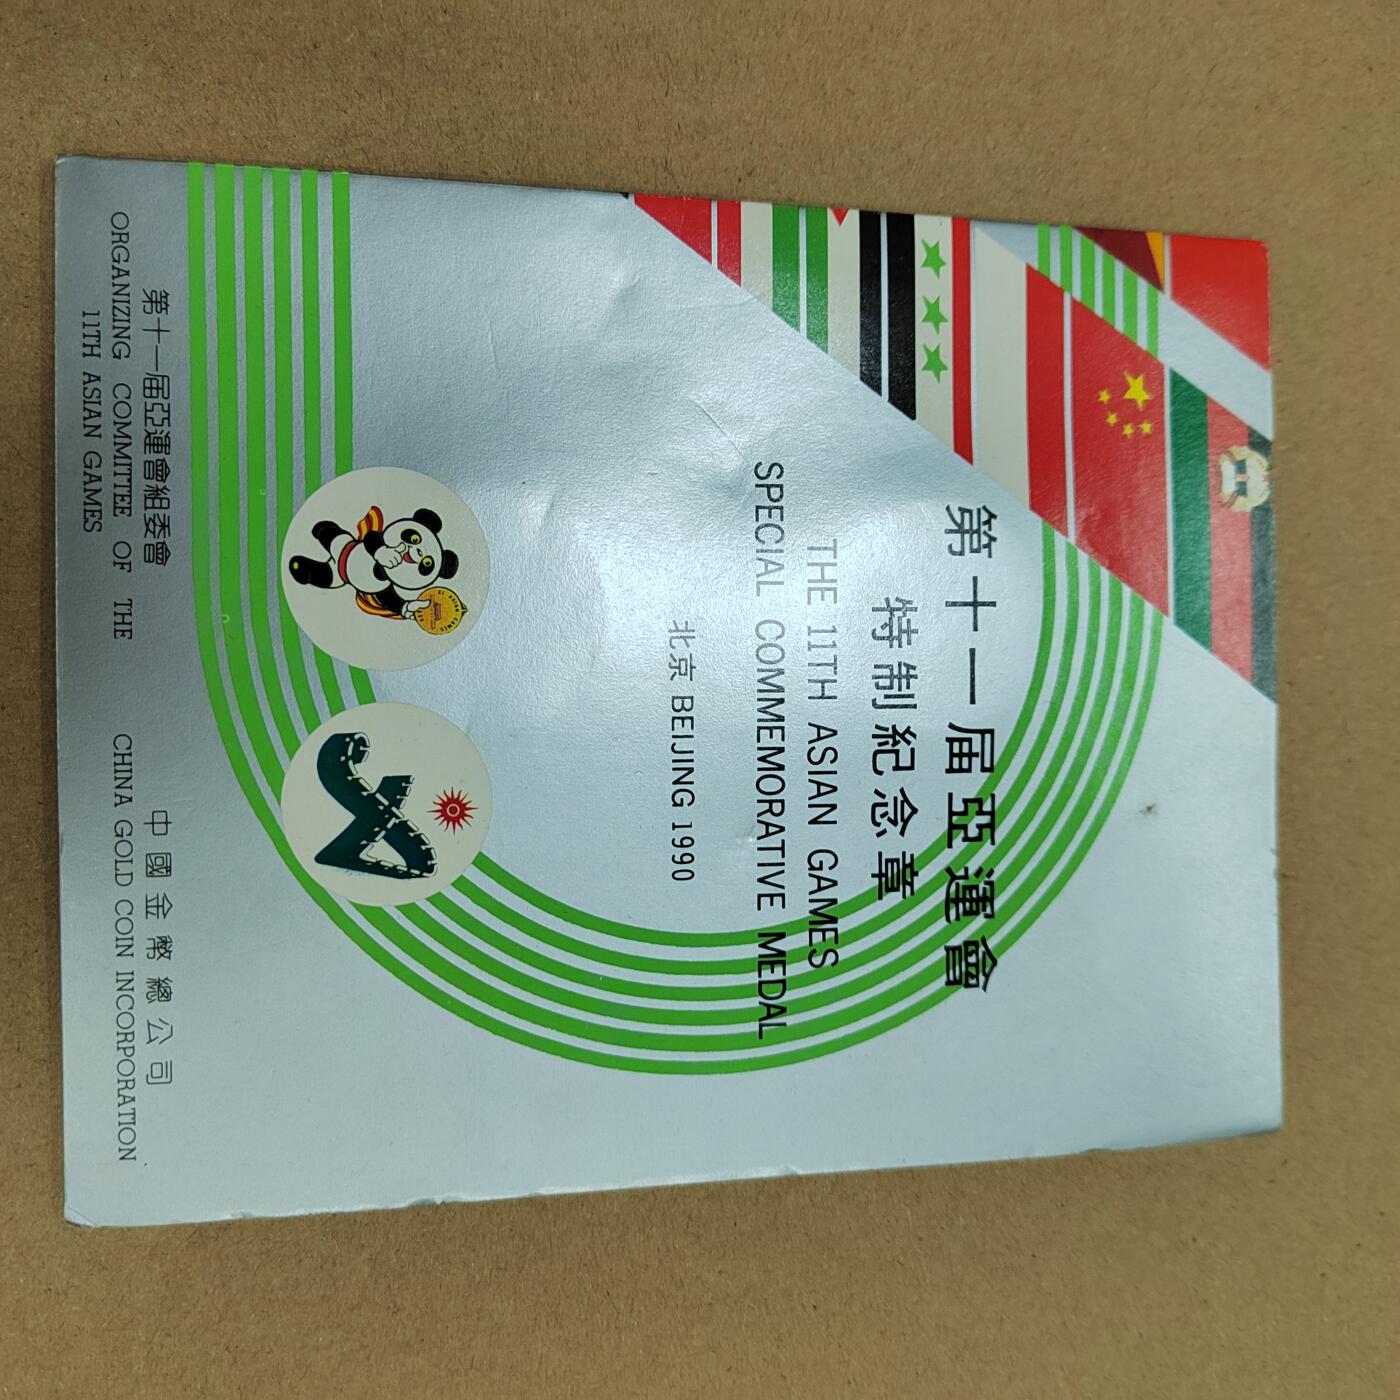 第十一届亞運會
特制紀念章
THE 11TH ASIAN GAMES
SPECIAL COMMEMORATIVE MEDAL
北京 BEIJING 1990
第十一届亞運會組委會
ORGANIZING COMMITTEE OF THE
11TH ASIAN GAMES
中國金幣總公司
CHINA GOLD COIN INCORPORATION